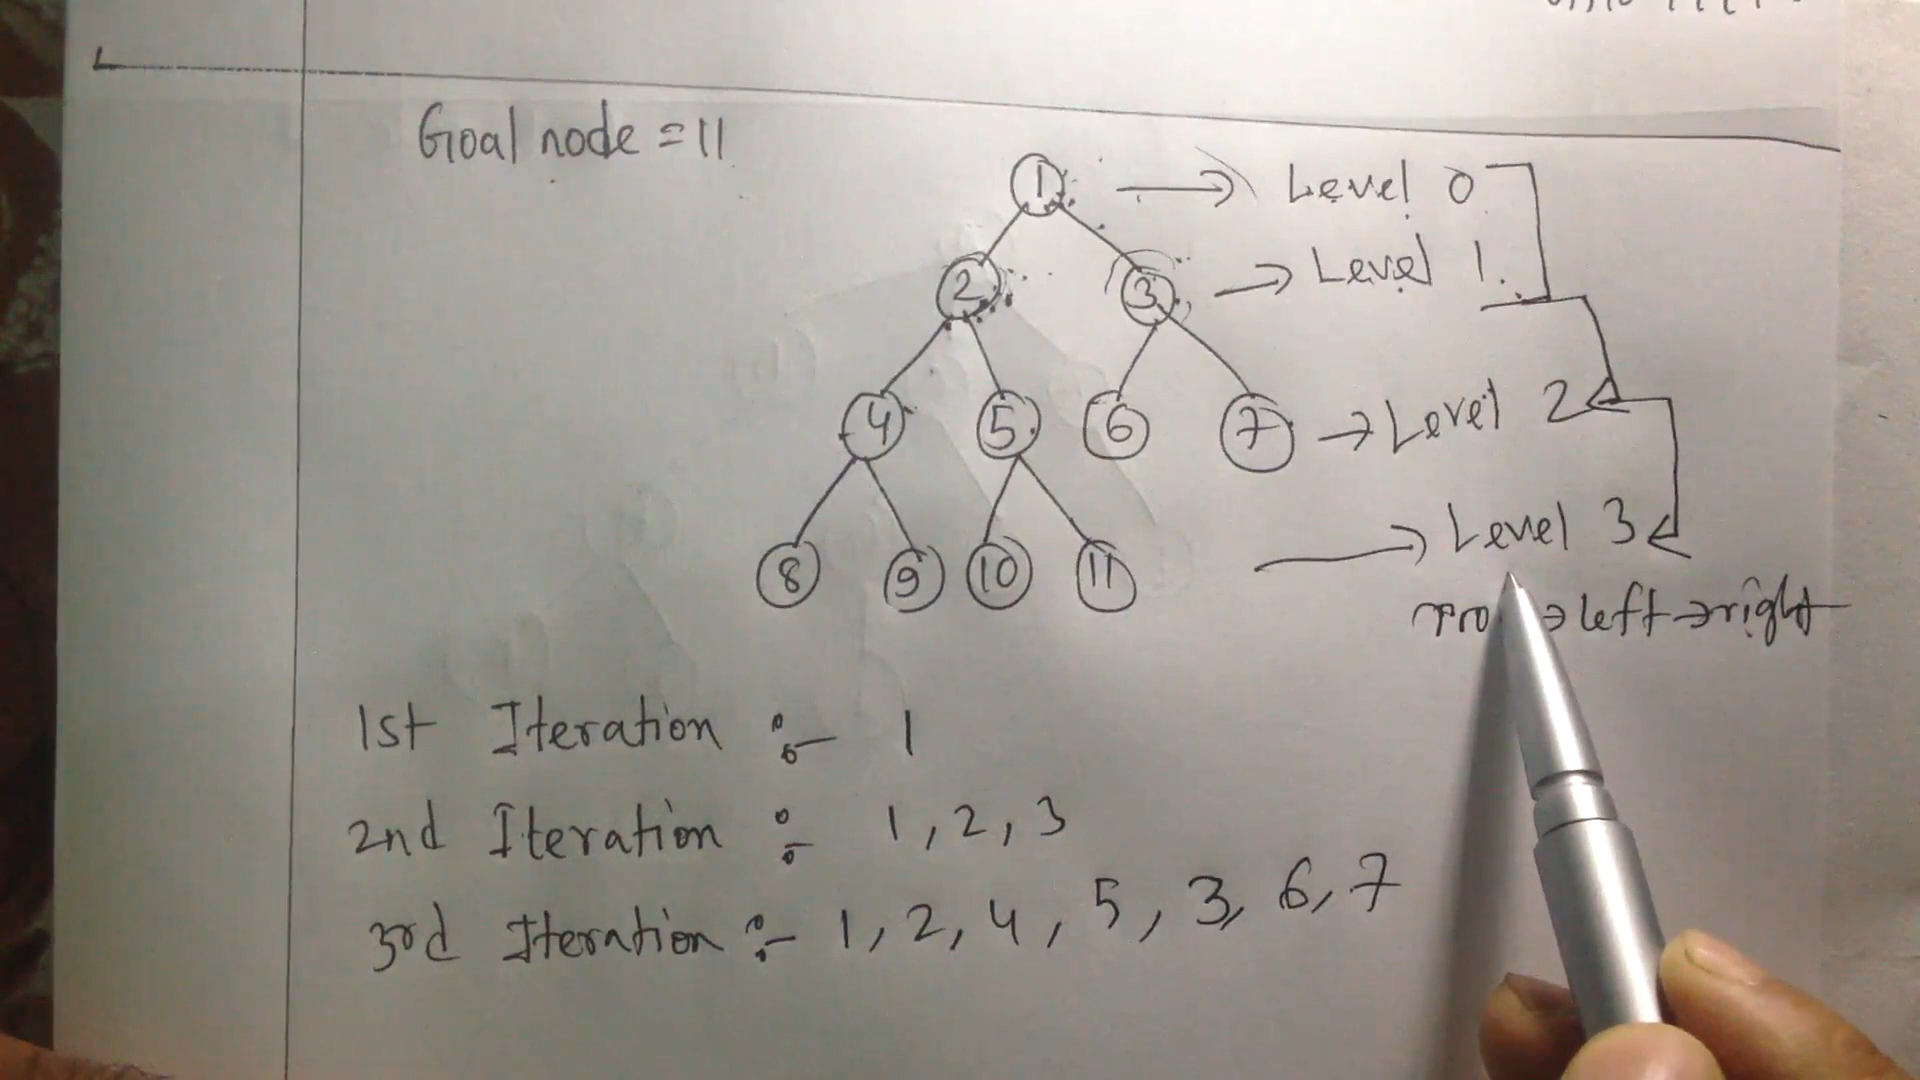 Goal node = 11
1 → Level 0
2 3 → Level 1
4 5 6 7 → Level 2
8 9 10 11 → Level 3
→ left → right
1st Iteration :- 1
2nd Iteration :- 1, 2, 3
3rd Iteration :- 1, 2, 4, 5, 3, 6, 7